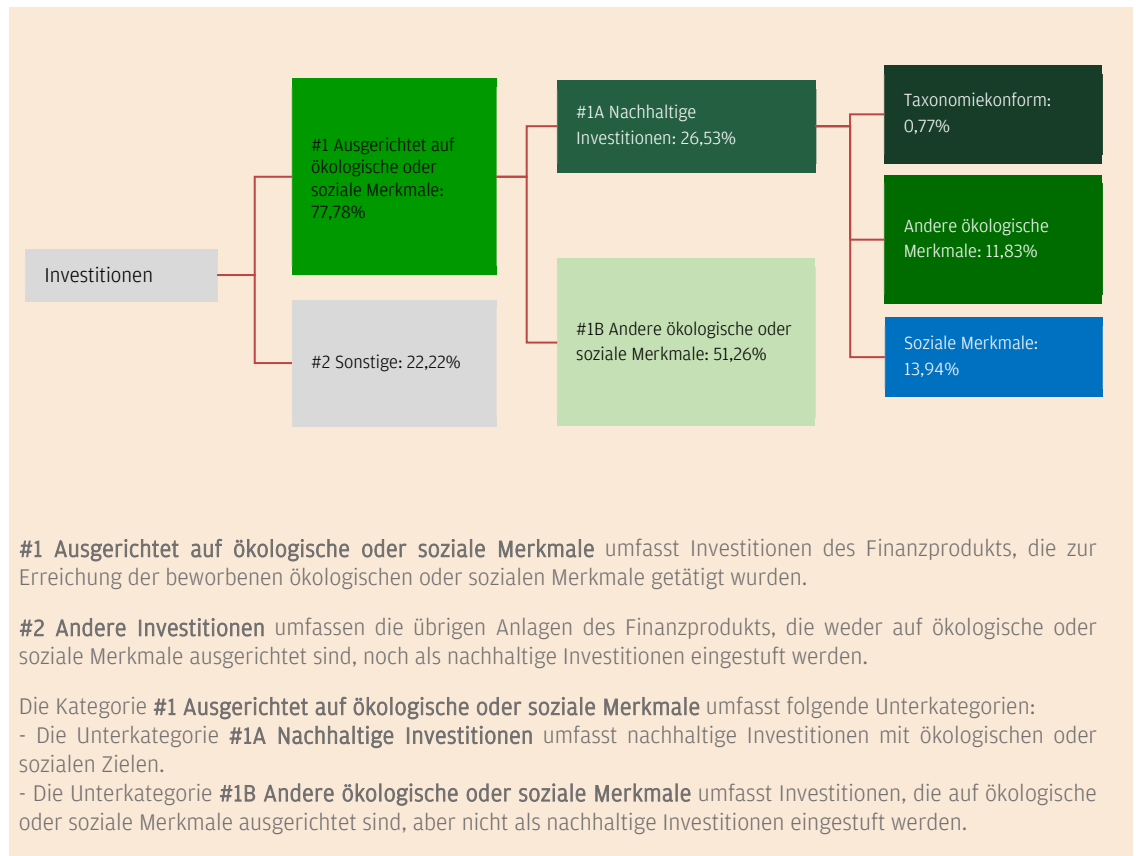 Investitionen
#1 Ausgerichtet auf
ökologische oder
soziale Merkmale:
77,78%
#2 Sonstige: 22,22%
#1A Nachhaltige
Investitionen: 26,53%
#1B Andere ökologische oder
soziale Merkmale: 51,26%
Taxonomiekonform:
0,77%
Andere ökologische
Merkmale: 11,83%
Soziale Merkmale:
13,94%
#1 Ausgerichtet auf ökologische oder soziale Merkmale umfasst Investitionen des Finanzprodukts, die zur
Erreichung der beworbenen ökologischen oder sozialen Merkmale getätigt wurden.
#2 Andere Investitionen umfassen die übrigen Anlagen des Finanzprodukts, die weder auf ökologische oder
soziale Merkmale ausgerichtet sind, noch als nachhaltige Investitionen eingestuft werden.
Die Kategorie #1 Ausgerichtet auf ökologische oder soziale Merkmale umfasst folgende Unterkategorien:
- Die Unterkategorie #1A Nachhaltige Investitionen umfasst nachhaltige Investitionen mit ökologischen oder
sozialen Zielen.
- Die Unterkategorie #1B Andere ökologische oder soziale Merkmale umfasst Investitionen, die auf ökologische
oder soziale Merkmale ausgerichtet sind, aber nicht als nachhaltige Investitionen eingestuft werden.